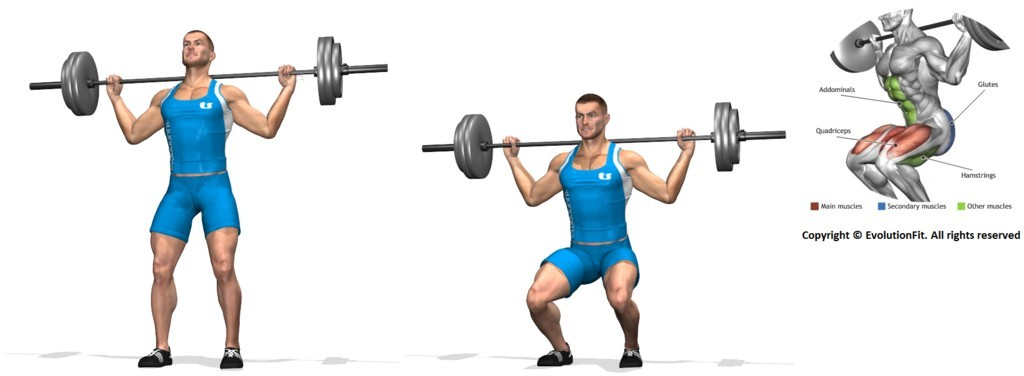 Addominals
Glutes
Quadriceps
Hamstrings
Main muscles
Secondary muscles
Other muscles
Copyright © EvolutionFit. All rights reserved